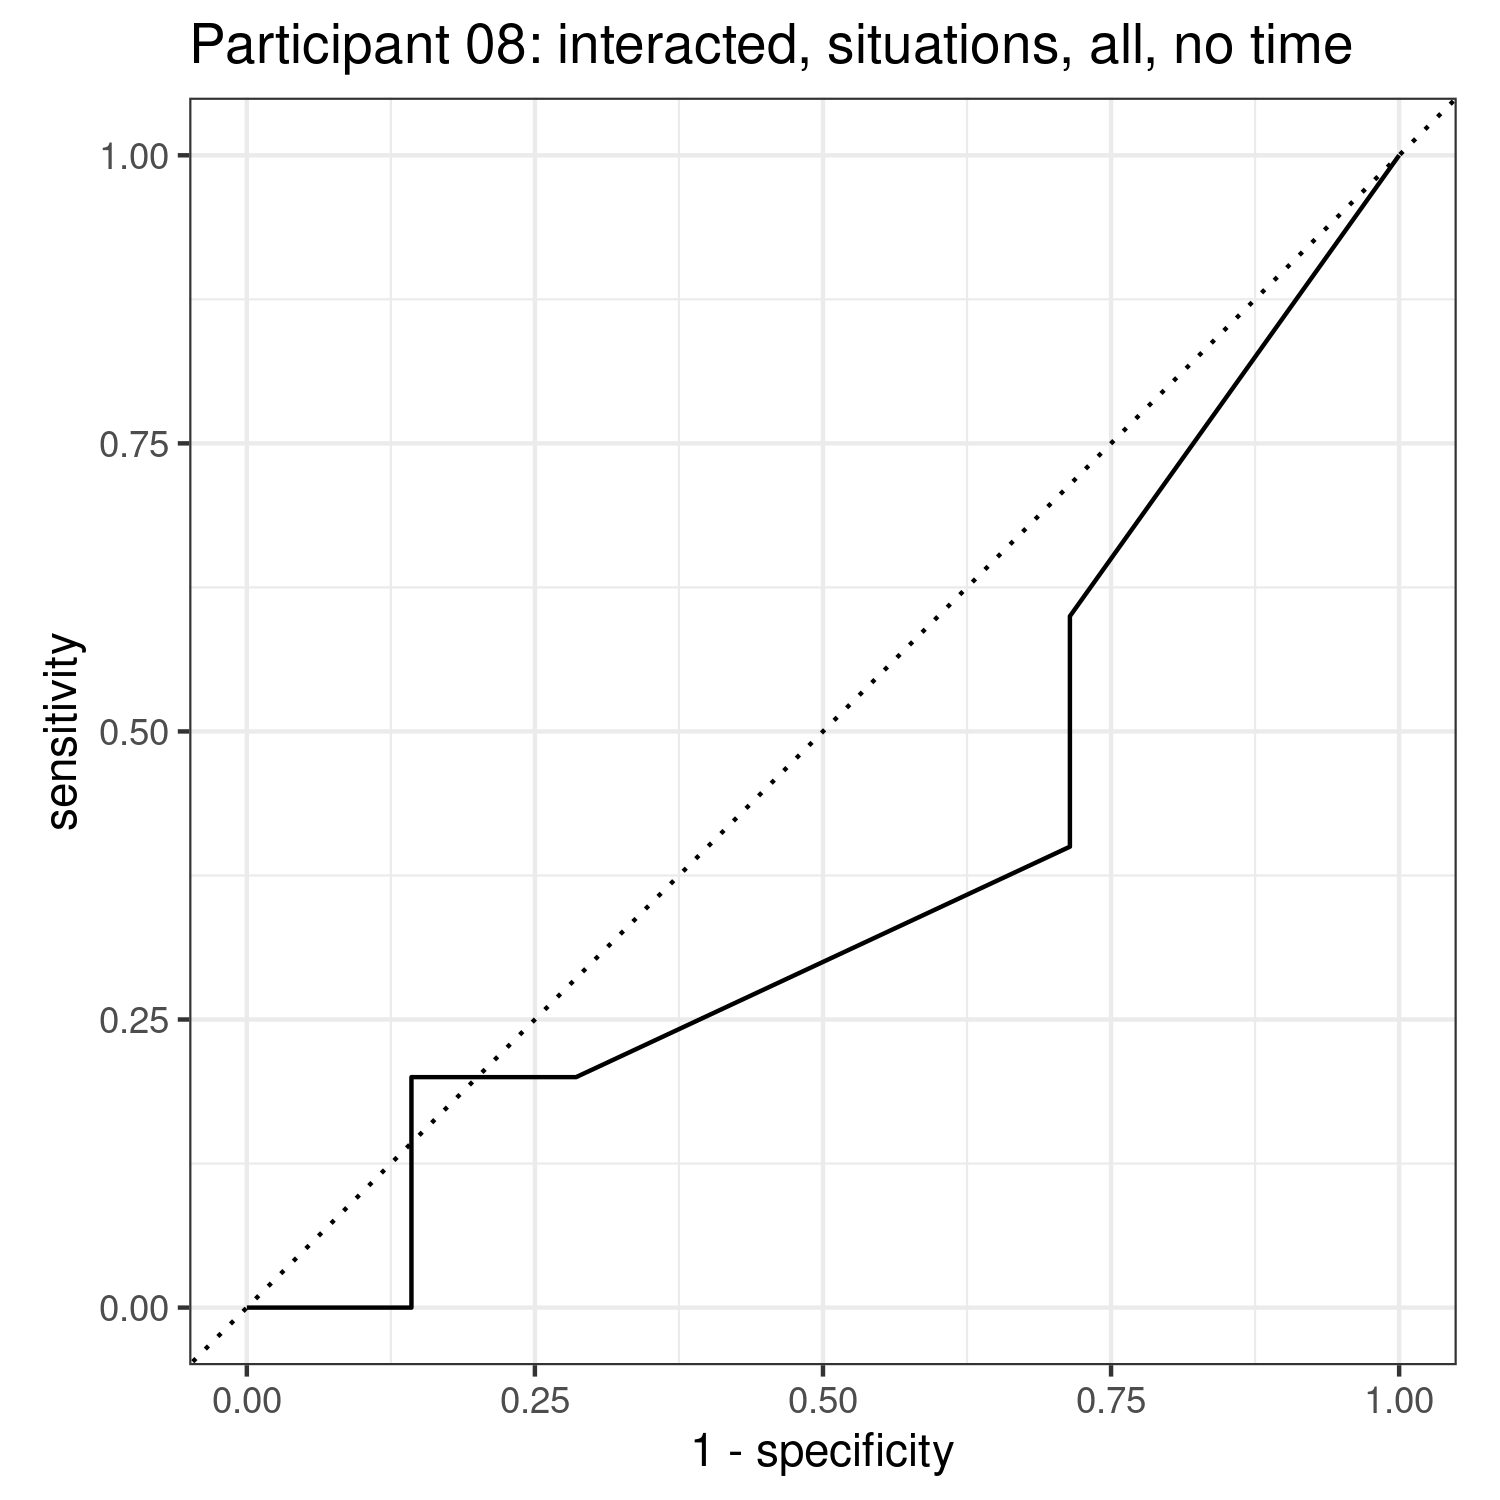 Participant 08: interacted, situations, all, no time
1.00
0.75
0.50
0.25
0.00
sensitivity
0.00 0.25 0.50 0.75 1.00
1 - specificity